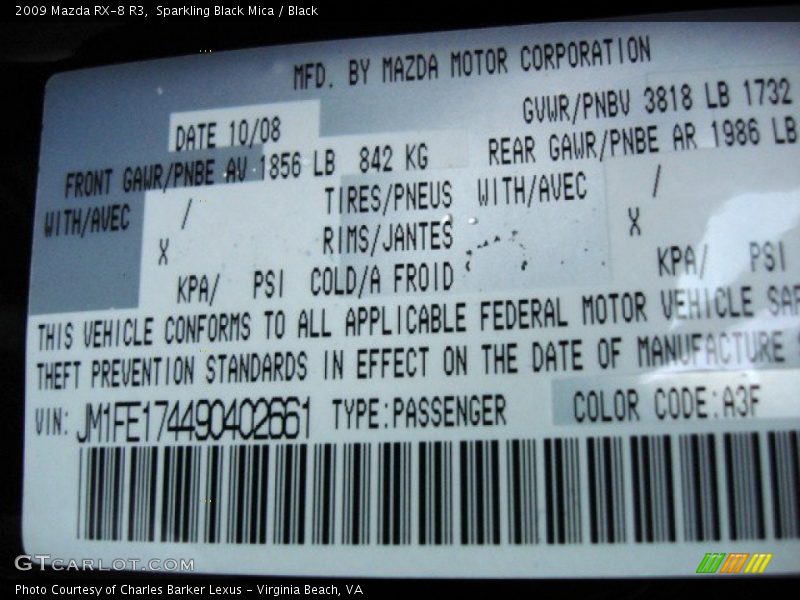 2009 Mazda RX-8 R3, Sparkling Black Mica / Black
MFD. BY MAZDA MOTOR CORPORATION
DATE 10/08
GVWR/PNBV 3818 LB 1732
FRONT GAWR/PNBE AV 1856 LB 842 KG
REAR GAWR/PNBE AR 1986 LB
WITH/AVEC / TIRES/PNEUS WITH/AVEC /
X RIMS/JANTES X
KPA/ PSI COLD/A FROID KPA/ PSI
THIS VEHICLE CONFORMS TO ALL APPLICABLE FEDERAL MOTOR VEHICLE SAF
THEFT PREVENTION STANDARDS IN EFFECT ON THE DATE OF MANUFACTURE
VIN: JM1FE174490402661 TYPE:PASSENGER COLOR CODE:A3F
GTCARLOT.COM
Photo Courtesy of Charles Barker Lexus - Virginia Beach, VA